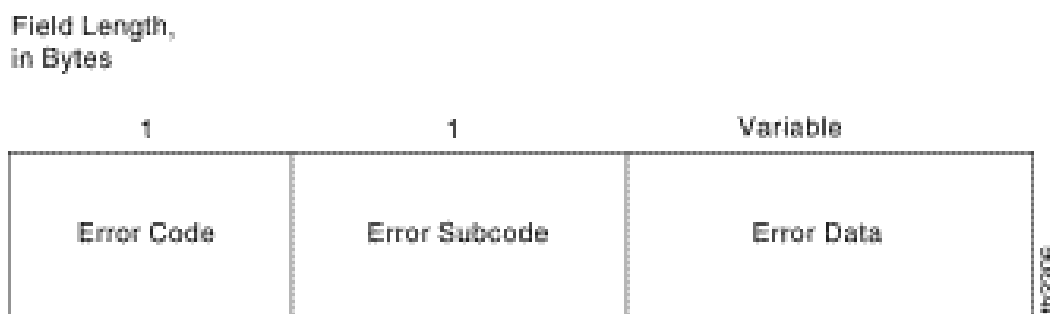 Field Length,
in Bytes
1
1
Variable
Error Code
Error Subcode
Error Data